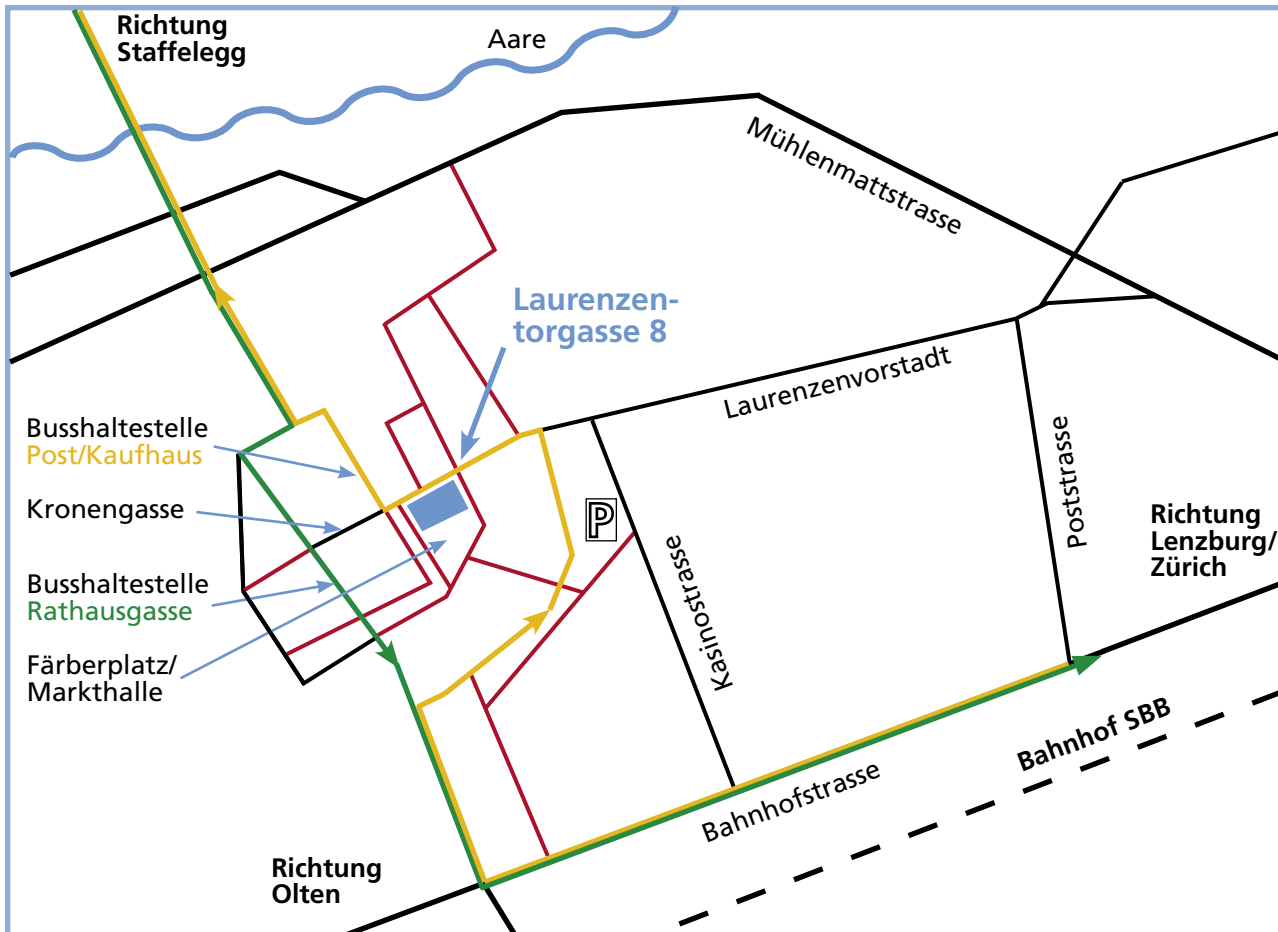 Richtung
Staffelegg
Aare
Mühlenmattstrasse
Laurenzen-
torgasse 8
Laurenzenvorstadt
Busshaltestelle
Post/Kaufhaus
Kronengasse
P
Poststrasse
Richtung
Lenzburg/
Zürich
Kasinostrasse
Busshaltestelle
Rathausgasse
Färberplatz/
Markthalle
Bahnhof SBB
Bahnhofstrasse
Richtung
Olten